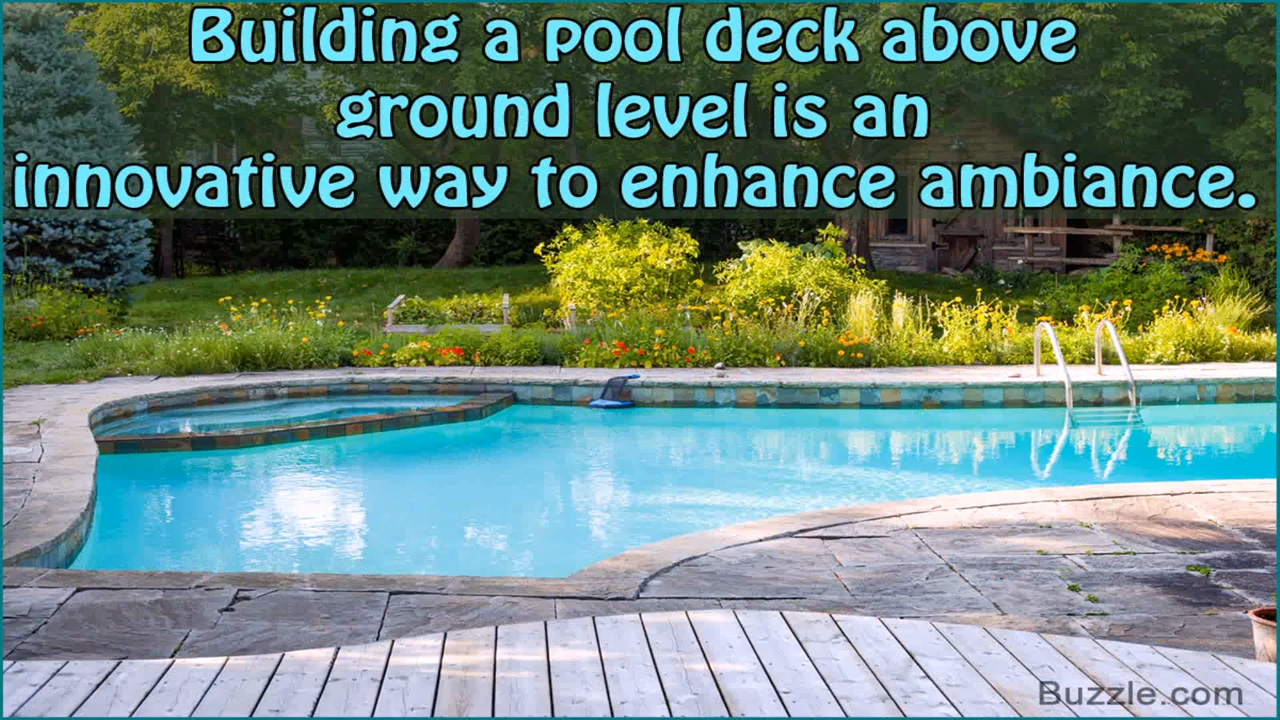 Building a pool deck above
ground level is an
innovative way to enhance ambiance.
Buzzle.com